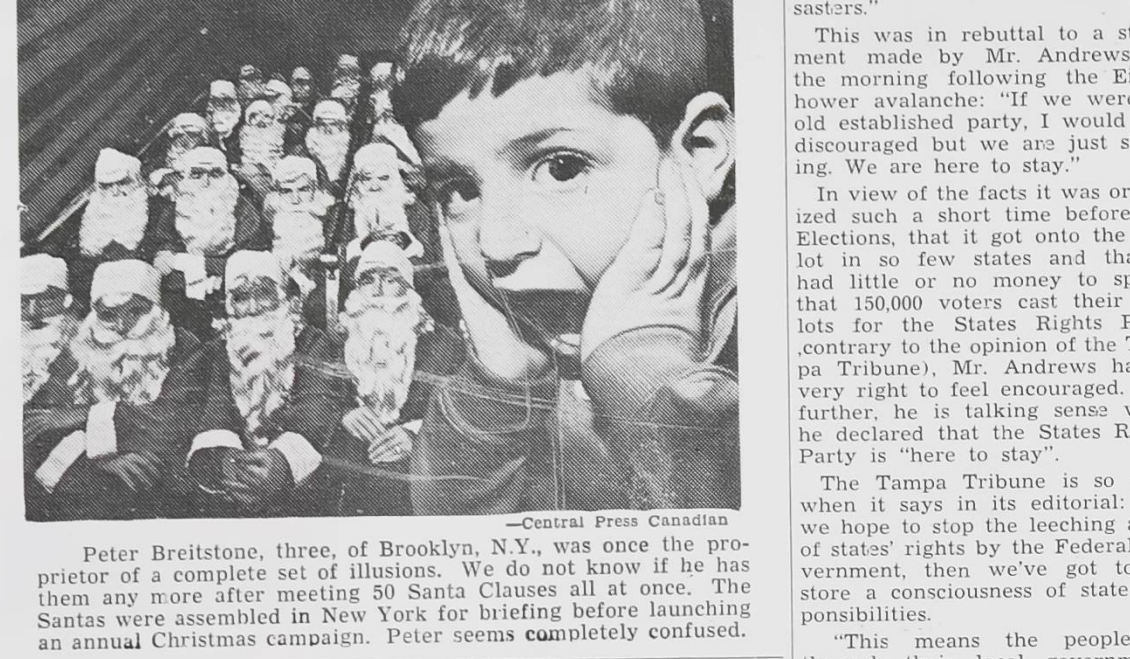 —Central Press Canadian
Peter Breitstone, three, of Brooklyn, N.Y., was once the pro-
prietor of a complete set of illusions. We do not know if he has
them any more after meeting 50 Santa Clauses all at once. The
Santas were assembled in New York for briefing before launching
an annual Christmas campaign. Peter seems completely confused.
sasters."
This was in rebuttal to a st
ment made by Mr. Andrews
the morning following the Ei
hower avalanche: "If we were
old established party, I would
discouraged but we are just s
ing. We are here to stay."
In view of the facts it was or
ized such a short time before
Elections, that it got onto the
lot in so few states and tha
had little or no money to sp
that 150,000 voters cast their
lots for the States Rights P
,contrary to the opinion of the T
pa Tribune), Mr. Andrews ha
very right to feel encouraged.
further, he is talking sense w
he declared that the States R
Party is "here to stay".
The Tampa Tribune is so
when it says in its editorial:
we hope to stop the leeching a
of states' rights by the Federal
vernment, then we've got to
store a consciousness of state
ponsibilities.
"This means the people